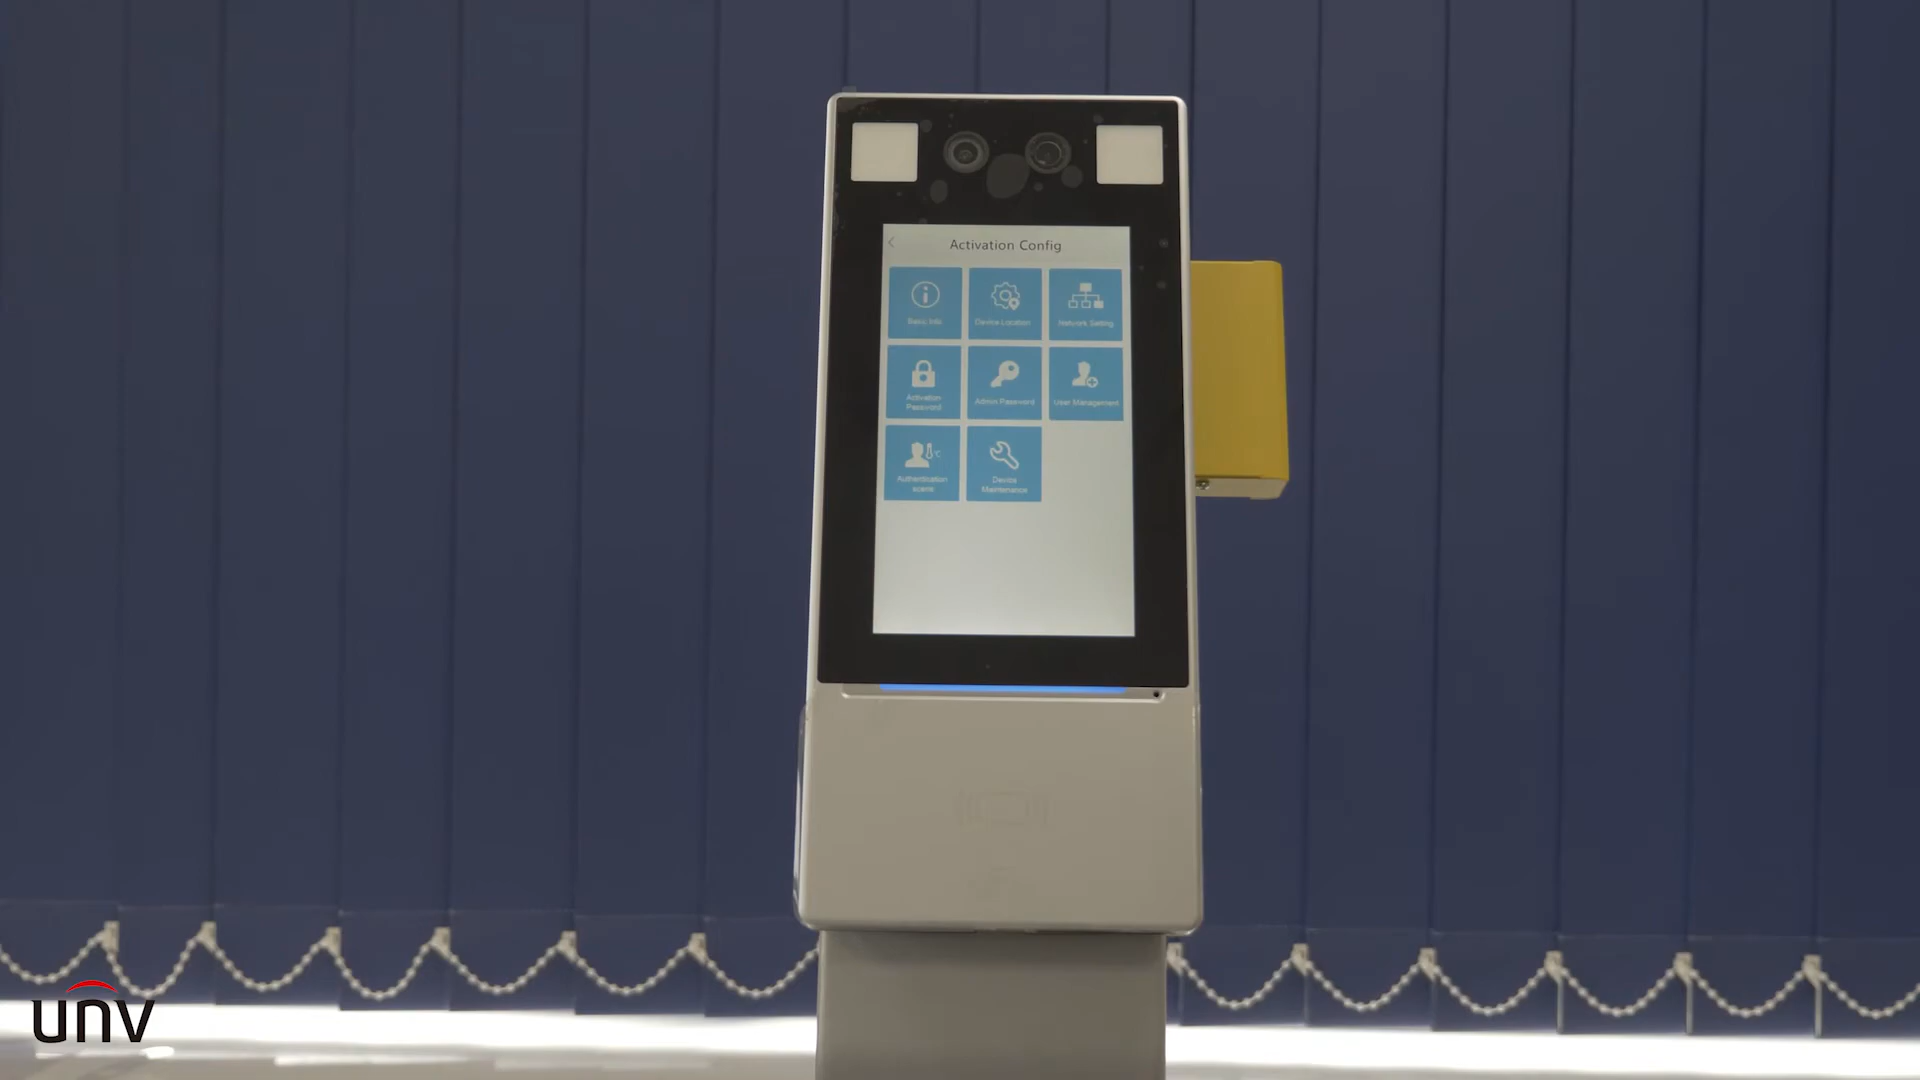 Activation Config
Basic Info
Device Location
Network Setting
Activation
Password
Admin Password
User Management
Authentication
scene
Device
Maintenance
unv